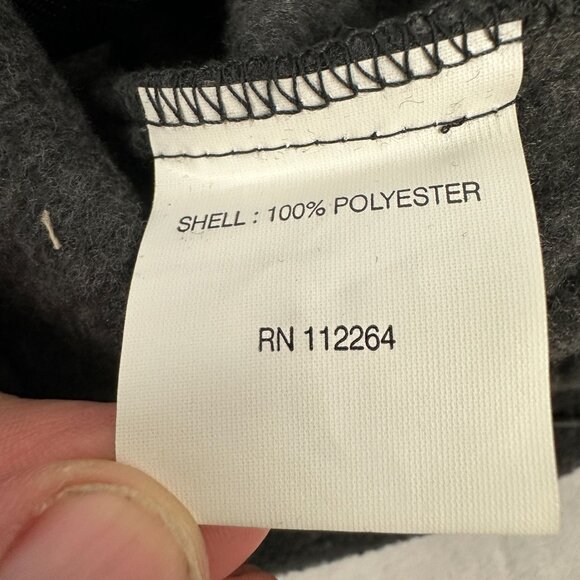 SHELL : 100% POLYESTER
RN 112264